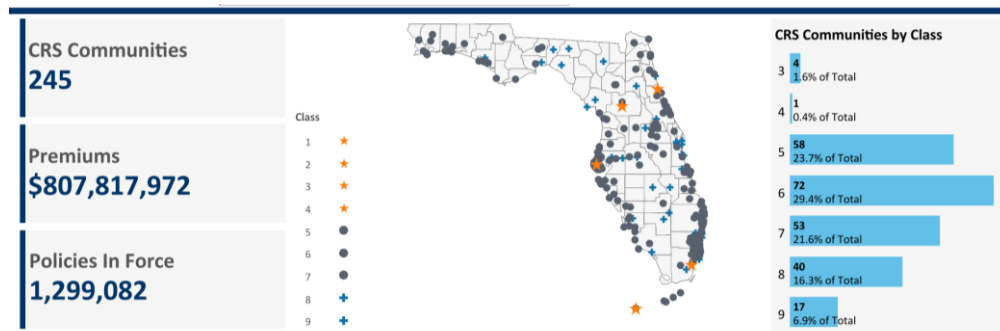 CRS Communities
245
Premiums
$807,817,972
Policies In Force
1,299,082
Class
1
2
3
4
5
6
7
8
9
CRS Communities by Class
3
4
1.6% of Total
4
1
0.4% of Total
5
58
23.7% of Total
6
72
29.4% of Total
7
53
21.6% of Total
8
40
16.3% of Total
9
17
6.9% of Total